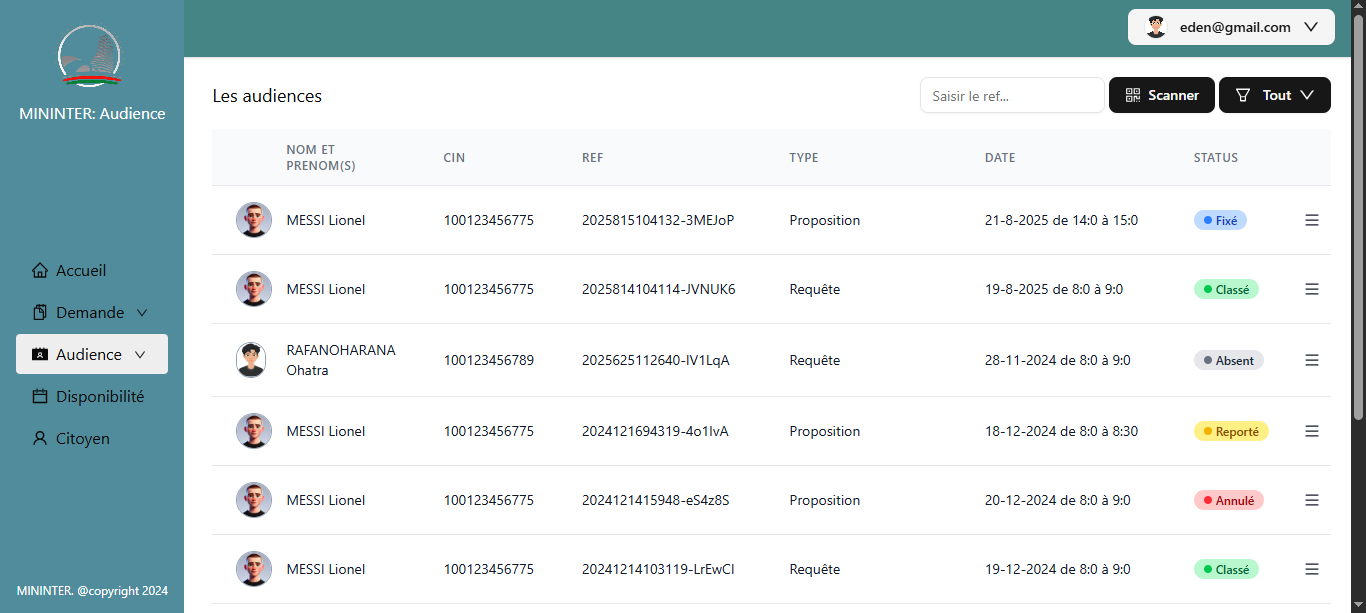 eden@gmail.com
MININTER: Audience
Accueil
Demande
Audience
Disponibilité
Citoyen
MININTER. @copyright 2024
Les audiences
Saisir le ref...
Scanner
Tout
NOM ET PRENOM(S) CIN REF TYPE DATE STATUS
MESSI Lionel 100123456775 2025815104132-3MEJoP Proposition 21-8-2025 de 14:0 à 15:0 Fixé
MESSI Lionel 100123456775 2025814104114-JVNUK6 Requête 19-8-2025 de 8:0 à 9:0 Classé
RAFANOHARANA Ohatra 100123456789 2025625112640-IV1LqA Requête 28-11-2024 de 8:0 à 9:0 Absent
MESSI Lionel 100123456775 2024121694319-4o1IvA Proposition 18-12-2024 de 8:0 à 8:30 Reporté
MESSI Lionel 100123456775 2024121415948-eS4z8S Proposition 20-12-2024 de 8:0 à 9:0 Annulé
MESSI Lionel 100123456775 20241214103119-LrEwCI Requête 19-12-2024 de 8:0 à 9:0 Classé